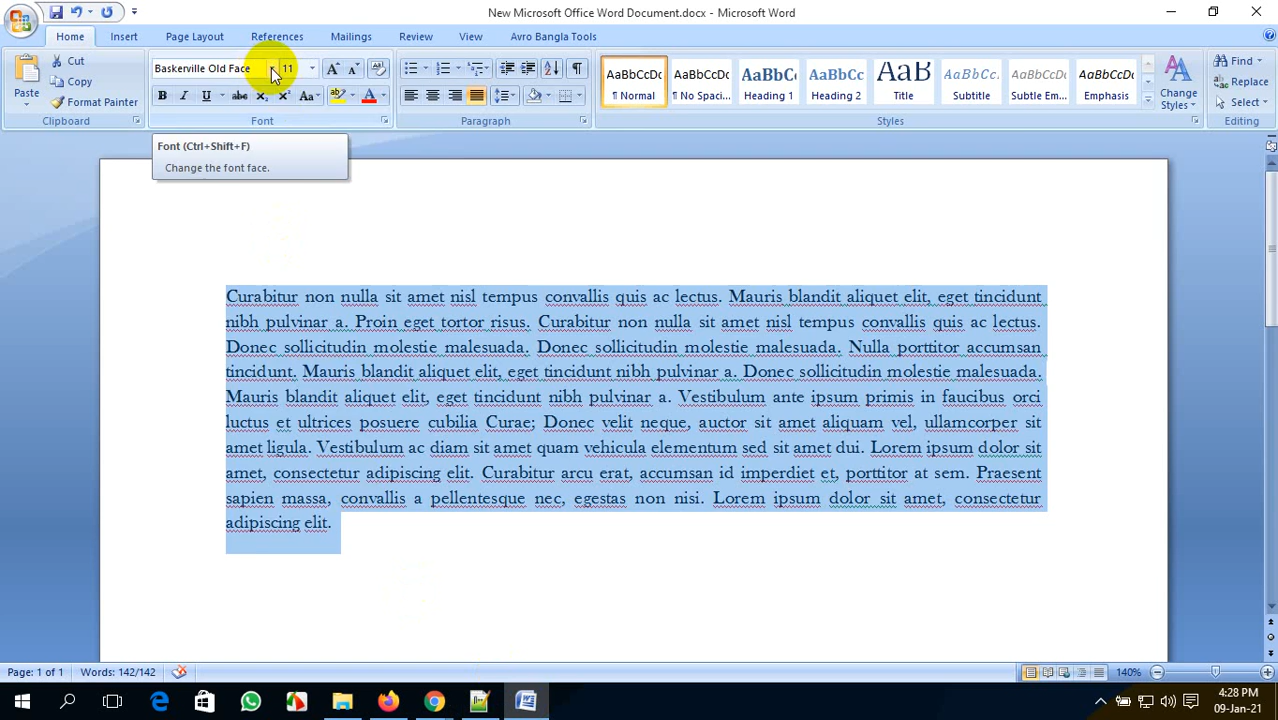 New Microsoft Office Word Document.docx - Microsoft Word
Home Insert Page Layout References Mailings Review View Avro Bangla Tools
Paste
Cut
Copy
Format Painter
Clipboard
Baskerville Old Face 11
Font
Paragraph
AaBbCcDc AaBbCcDc AaBbC AaBbCc AaB AaBbCc. AaBbCcDc AaBbCcDc
¶ Normal ¶ No Spaci... Heading 1 Heading 2 Title Subtitle Subtle Em... Emphasis
Styles
Change Styles
Find
Replace
Select
Editing
Font (Ctrl+Shift+F)
Change the font face.
Curabitur non nulla sit amet nisl tempus convallis quis ac lectus. Mauris blandit aliquet elit, eget tincidunt
nibh pulvinar a. Proin eget tortor risus. Curabitur non nulla sit amet nisl tempus convallis quis ac lectus.
Donec sollicitudin molestie malesuada. Donec sollicitudin molestie malesuada. Nulla porttitor accumsan
tincidunt. Mauris blandit aliquet elit, eget tincidunt nibh pulvinar a. Donec sollicitudin molestie malesuada.
Mauris blandit aliquet elit, eget tincidunt nibh pulvinar a. Vestibulum ante ipsum primis in faucibus orci
luctus et ultrices posuere cubilia Curae; Donec velit neque, auctor sit amet aliquam vel, ullamcorper sit
amet ligula. Vestibulum ac diam sit amet quam vehicula elementum sed sit amet dui. Lorem ipsum dolor sit
amet, consectetur adipiscing elit. Curabitur arcu erat, accumsan id imperdiet et, porttitor at sem. Praesent
sapien massa, convallis a pellentesque nec, egestas non nisi. Lorem ipsum dolor sit amet, consectetur
adipiscing elit.
Page: 1 of 1 Words: 142/142 140%
4:28 PM
09-Jan-21